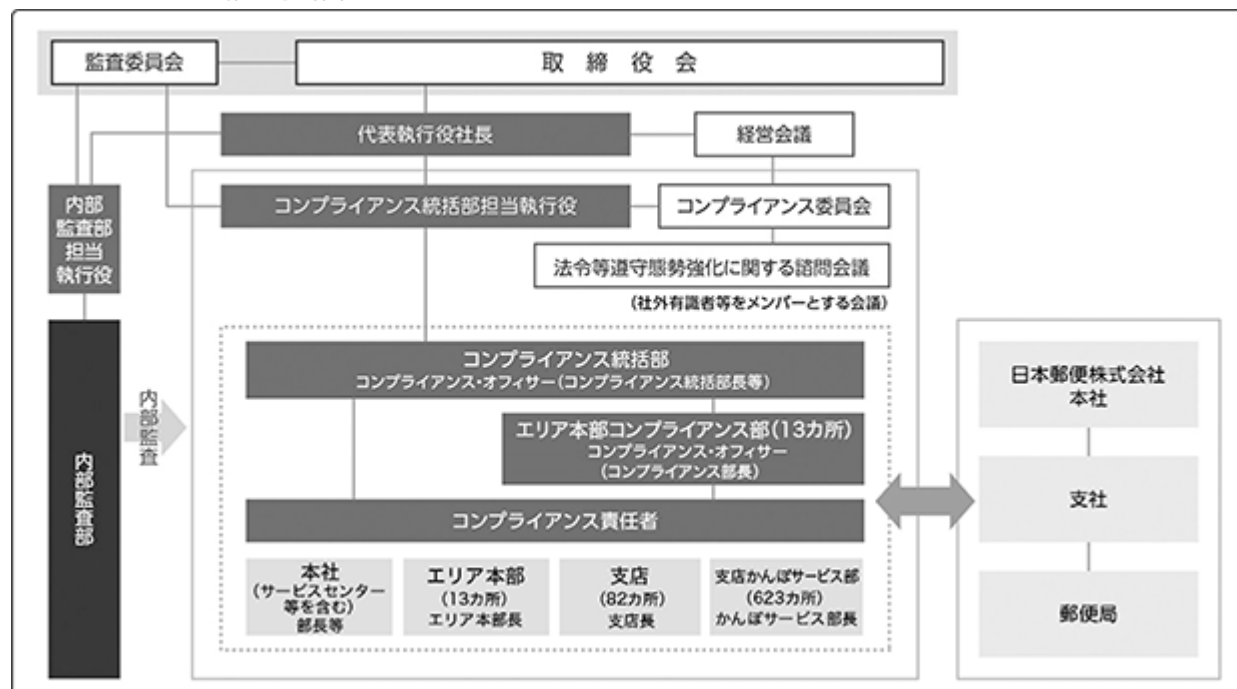 監査委員会
取締役会
代表執行役社長
経営会議
コンプライアンス統括部担当執行役
コンプライアンス委員会
内部
監査部
担当
執行役
法令等遵守態勢強化に関する諮問会議
(社外有識者等をメンバーとする会議)
内部監査部
内部監査
コンプライアンス統括部
コンプライアンス・オフィサー(コンプライアンス統括部長等)
エリア本部コンプライアンス部(13カ所)
コンプライアンス・オフィサー
(コンプライアンス部長)
コンプライアンス責任者
本社
(サービスセンター
等を含む)
部長等
エリア本部
(13カ所)
エリア本部長
支店
(82カ所)
支店長
支店かんぽサービス部
(623カ所)
かんぽサービス部長
日本郵便株式会社
本社
支社
郵便局